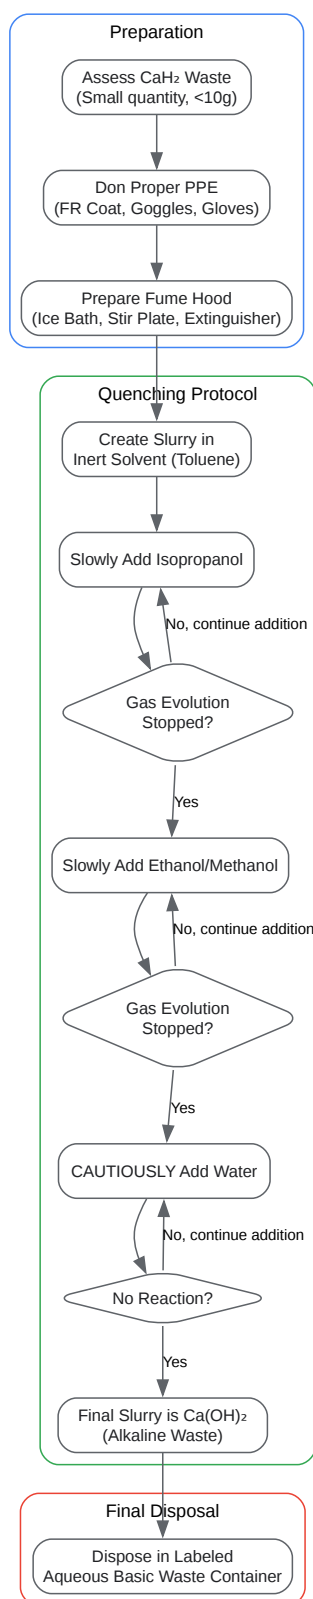 Preparation
Assess CaH₂ Waste
(Small quantity, <10g)
Don Proper PPE
(FR Coat, Goggles, Gloves)
Prepare Fume Hood
(Ice Bath, Stir Plate, Extinguisher)
Quenching Protocol
Create Slurry in
Inert Solvent (Toluene)
Slowly Add Isopropanol
No, continue addition
Gas Evolution
Stopped?
Yes
Slowly Add Ethanol/Methanol
No, continue addition
Gas Evolution
Stopped?
Yes
CAUTIOUSLY Add Water
No, continue addition
No Reaction?
Yes
Final Slurry is Ca(OH)₂
(Alkaline Waste)
Final Disposal
Dispose in Labeled
Aqueous Basic Waste Container